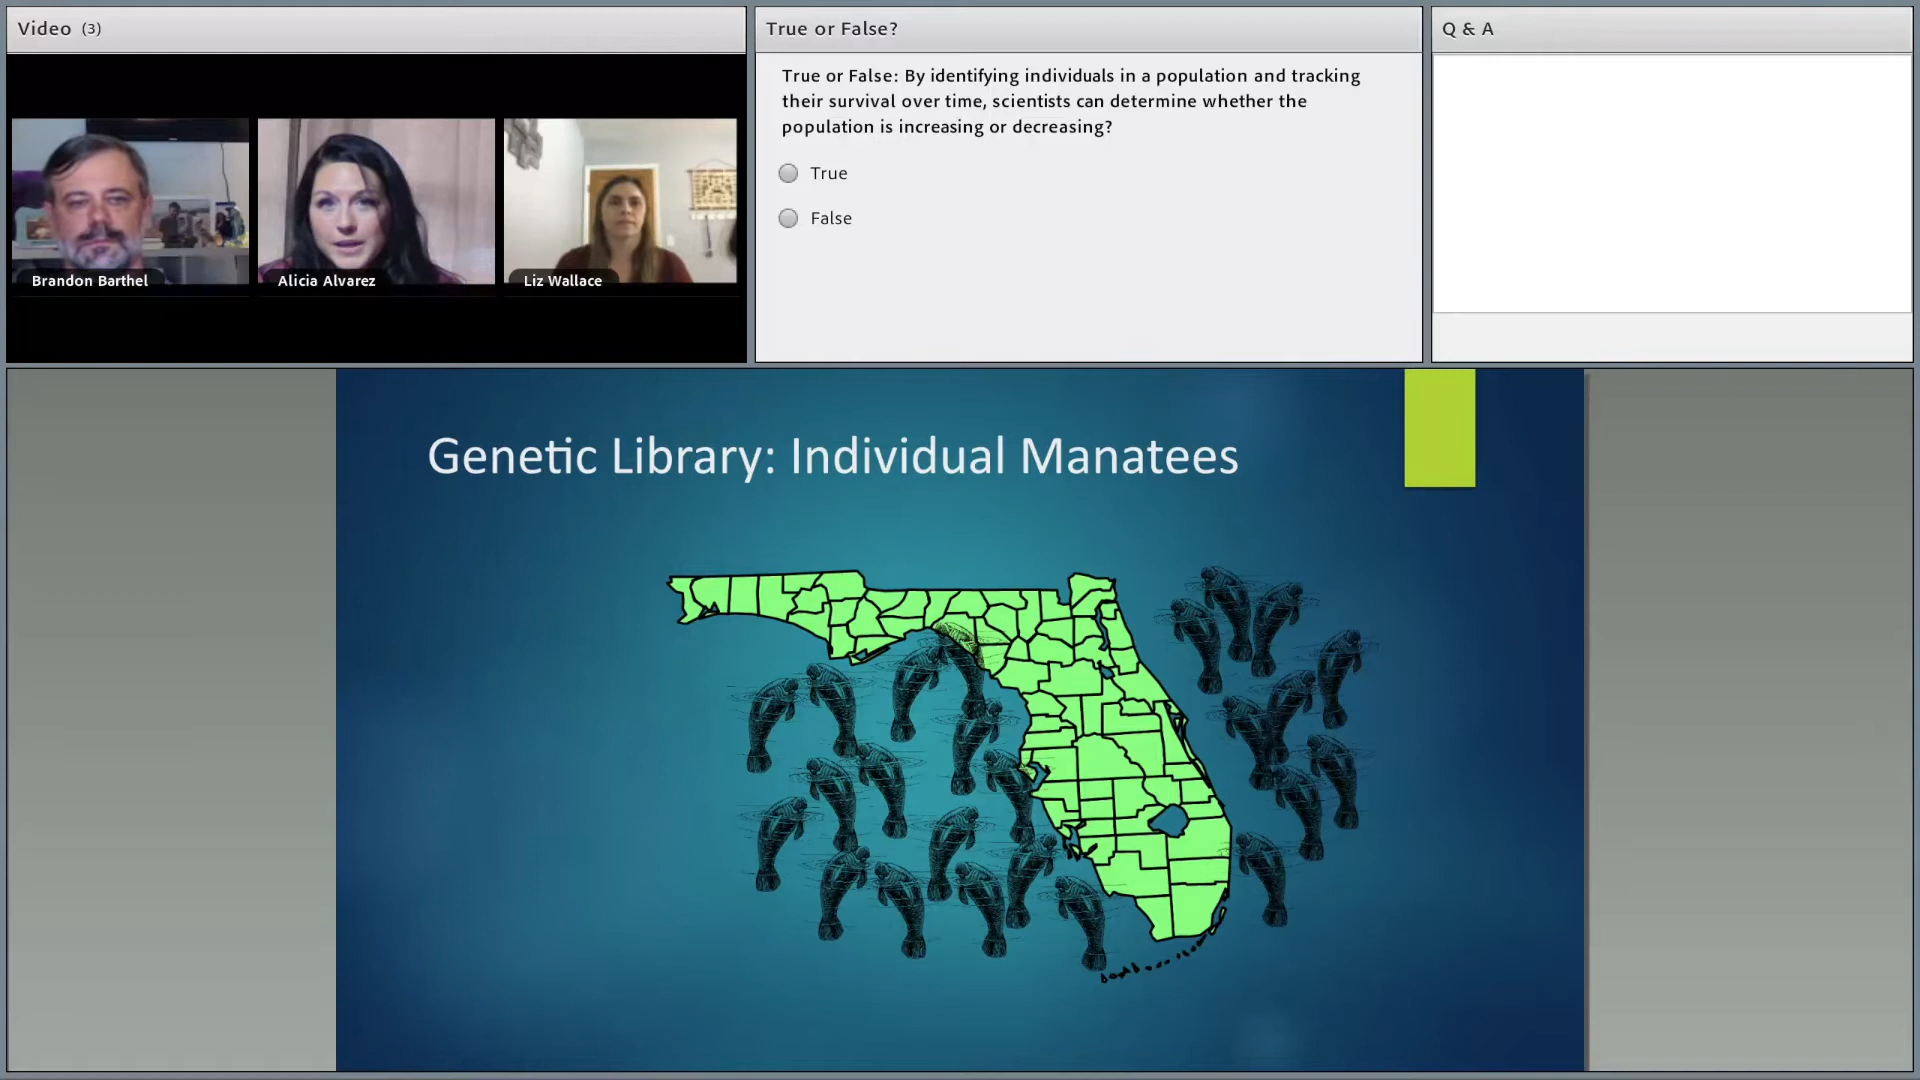 Video (3)
True or False?
Q & A
True or False: By identifying individuals in a population and tracking
their survival over time, scientists can determine whether the
population is increasing or decreasing?
True
False
Brandon Barthel
Alicia Alvarez
Liz Wallace
Genetic Library: Individual Manatees